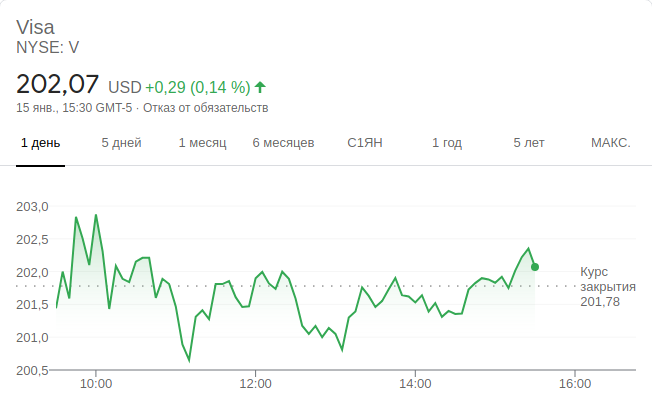 Visa
NYSE: V
202,07 USD +0,29 (0,14 %)
15 янв., 15:30 GMT-5 · Отказ от обязательств
1 день 5 дней 1 месяц 6 месяцев С1ЯН 1 год 5 лет МАКС.
203,0
202,5
202,0
201,5
201,0
200,5
Курс
закрытия
201,78
10:00 12:00 14:00 16:00